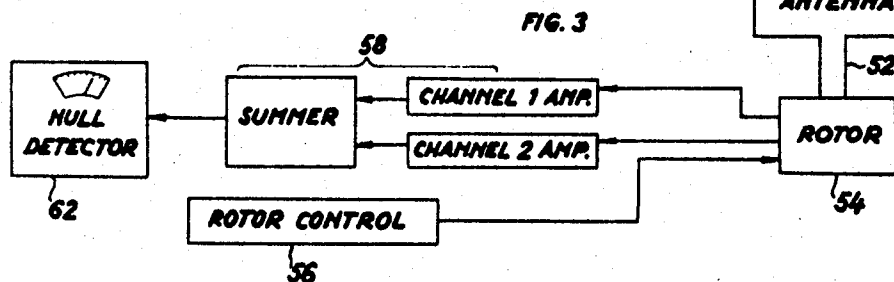 FIG. 3
ANTENNA
58
52
NULL
DETECTOR
SUMMER
CHANNEL 1 AMP.
CHANNEL 2 AMP.
ROTOR
62
ROTOR CONTROL
54
56